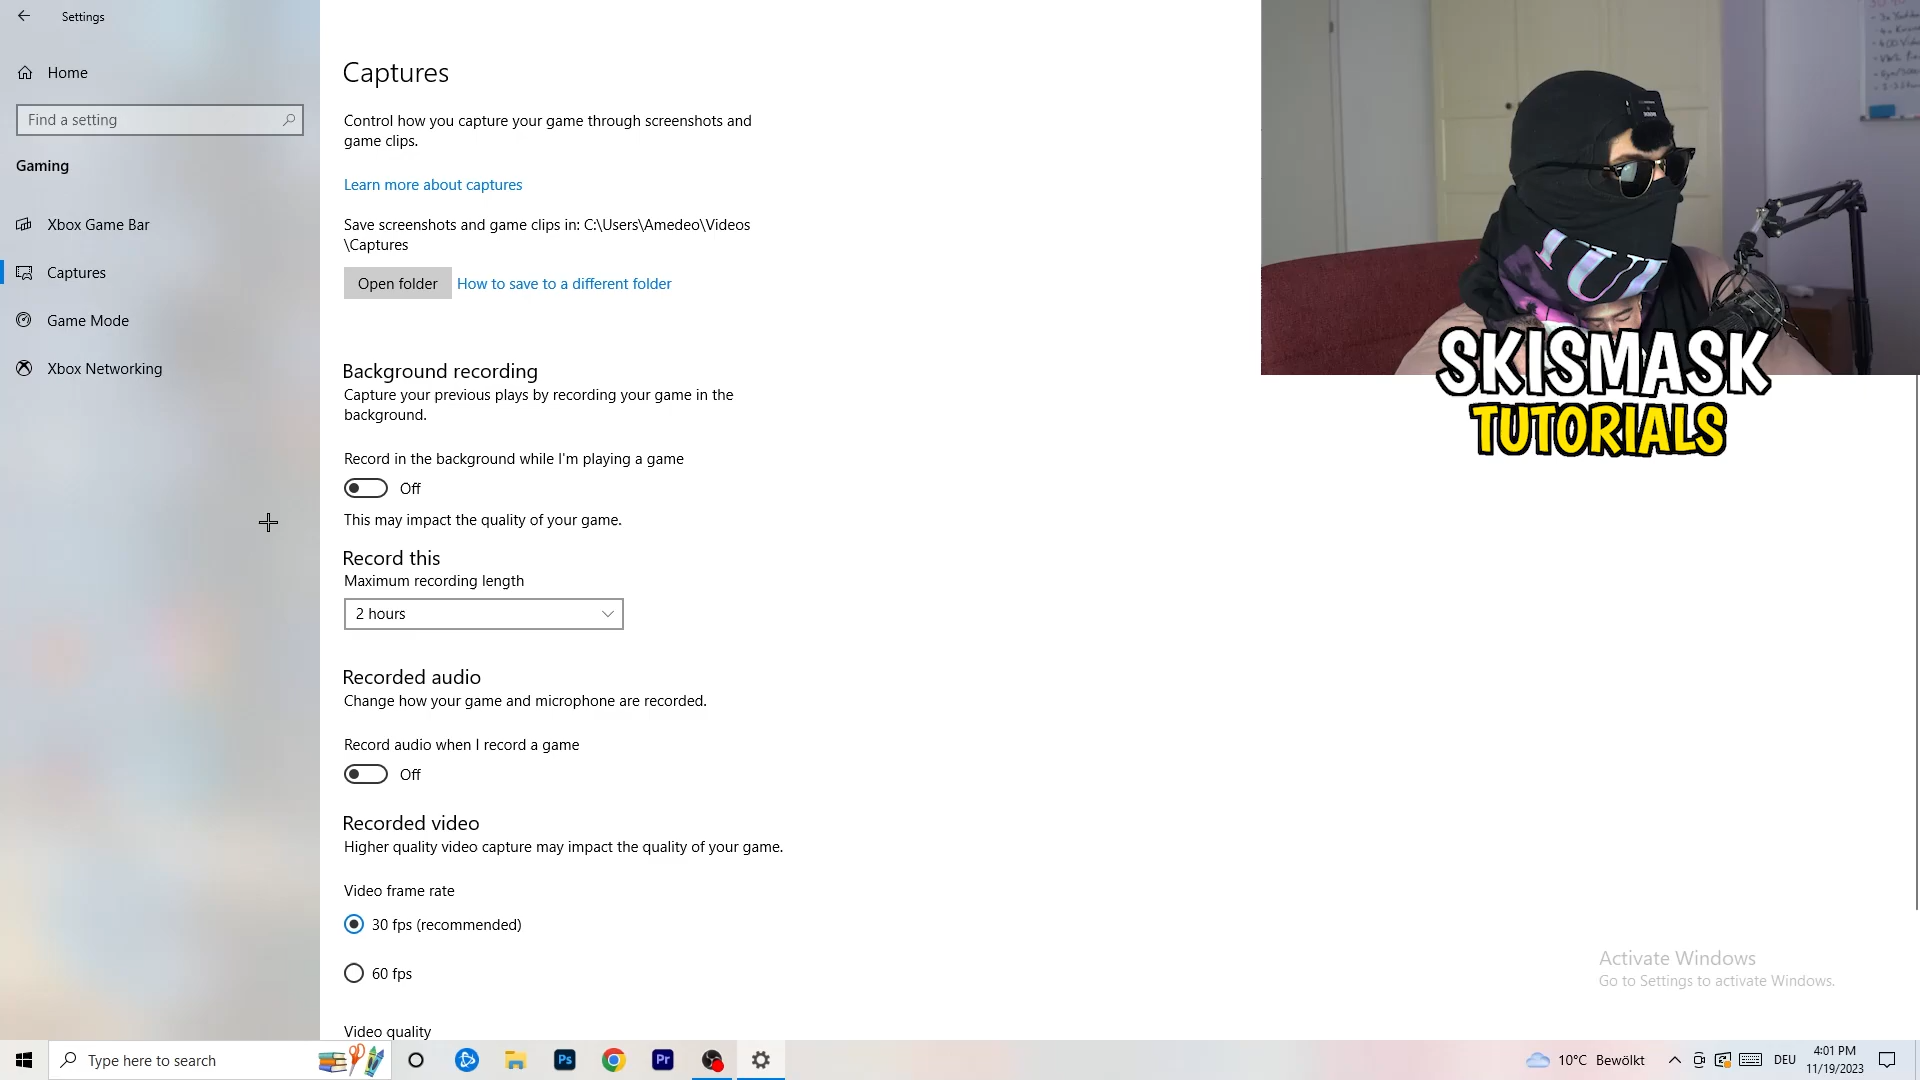 Settings
Home
Find a setting
Gaming
Xbox Game Bar
Captures
Game Mode
Xbox Networking
Captures
Control how you capture your game through screenshots and
game clips.
Learn more about captures
Save screenshots and game clips in: C:\Users\Amedeo\Videos
\Captures
Open folder
How to save to a different folder
Background recording
Capture your previous plays by recording your game in the
background.
Record in the background while I'm playing a game
Off
This may impact the quality of your game.
Record this
Maximum recording length
2 hours
Recorded audio
Change how your game and microphone are recorded.
Record audio when I record a game
Off
Recorded video
Higher quality video capture may impact the quality of your game.
Video frame rate
30 fps (recommended)
60 fps
Video quality
SKISMASK
TUTORIALS
Activate Windows
Go to Settings to activate Windows.
Type here to search
Ps
Pr
10°C Bewölkt
DEU
4:01 PM
11/19/2023